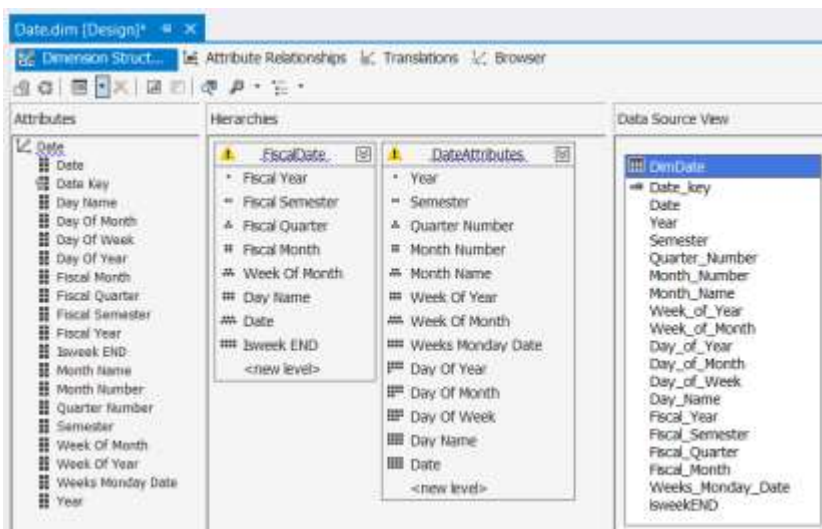 Date.dim [Design]*
Dimension Struct... Attribute Relationships Translations Browser
Attributes
Date
Date
Date Key
Day Name
Day Of Month
Day Of Week
Day Of Year
Fiscal Month
Fiscal Quarter
Fiscal Semester
Fiscal Year
Isweek END
Month Name
Month Number
Quarter Number
Semester
Week Of Month
Week Of Year
Weeks Monday Date
Year
Hierarchies
FiscalDate
Fiscal Year
Fiscal Semester
Fiscal Quarter
Fiscal Month
Week Of Month
Day Name
Date
Isweek END
<new level>
DateAttributes
Year
Semester
Quarter Number
Month Number
Month Name
Week Of Year
Week Of Month
Weeks Monday Date
Day Of Year
Day Of Month
Day Of Week
Day Name
Date
<new level>
Data Source View
DimDate
Date_key
Date
Year
Semester
Quarter_Number
Month_Number
Month_Name
Week_of_Year
Week_of_Month
Day_of_Year
Day_of_Month
Day_of_Week
Day_Name
Fiscal_Year
Fiscal_Semester
Fiscal_Quarter
Fiscal_Month
Weeks_Monday_Date
IsweekEND